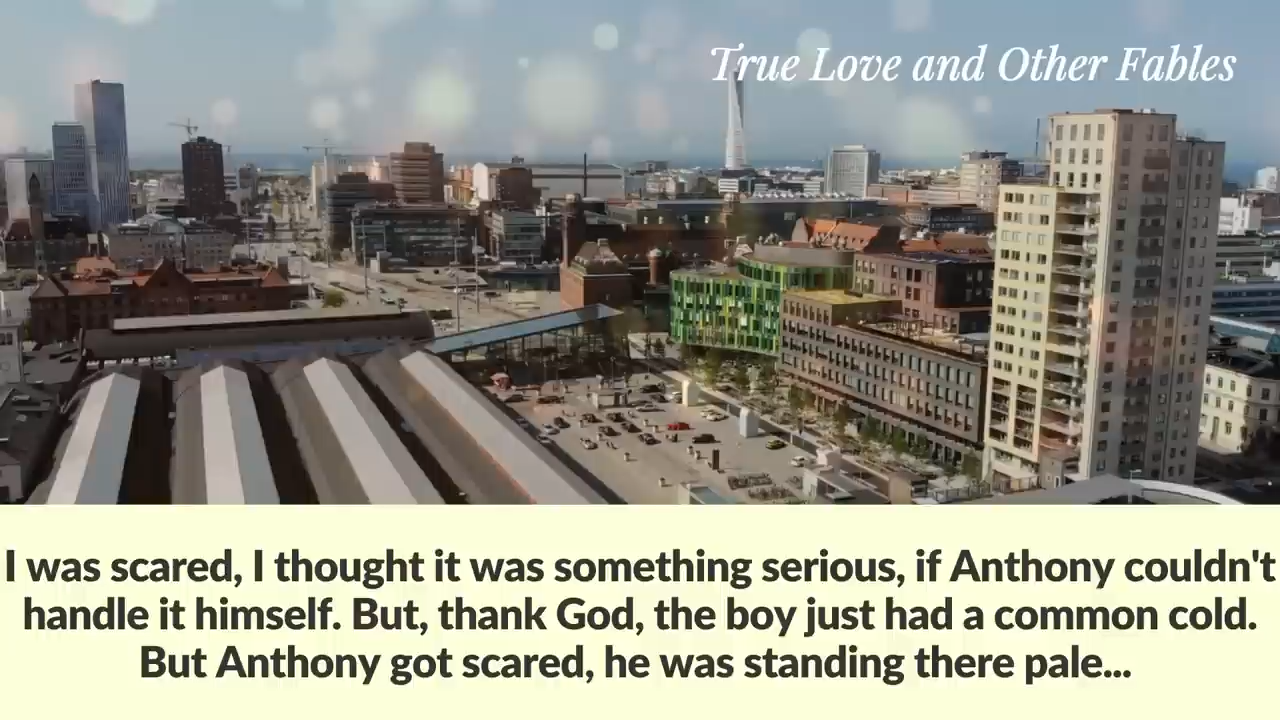 True Love and Other Fables
I was scared, I thought it was something serious, if Anthony couldn't
handle it himself. But, thank God, the boy just had a common cold.
But Anthony got scared, he was standing there pale...